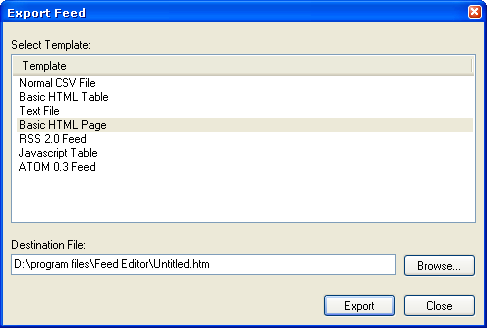 Export Feed
Select Template:
Template
Normal CSV File
Basic HTML Table
Text File
Basic HTML Page
RSS 2.0 Feed
Javascript Table
ATOM 0.3 Feed
Destination File:
D:\program files\Feed Editor\Untitled.htm
Browse...
Export
Close